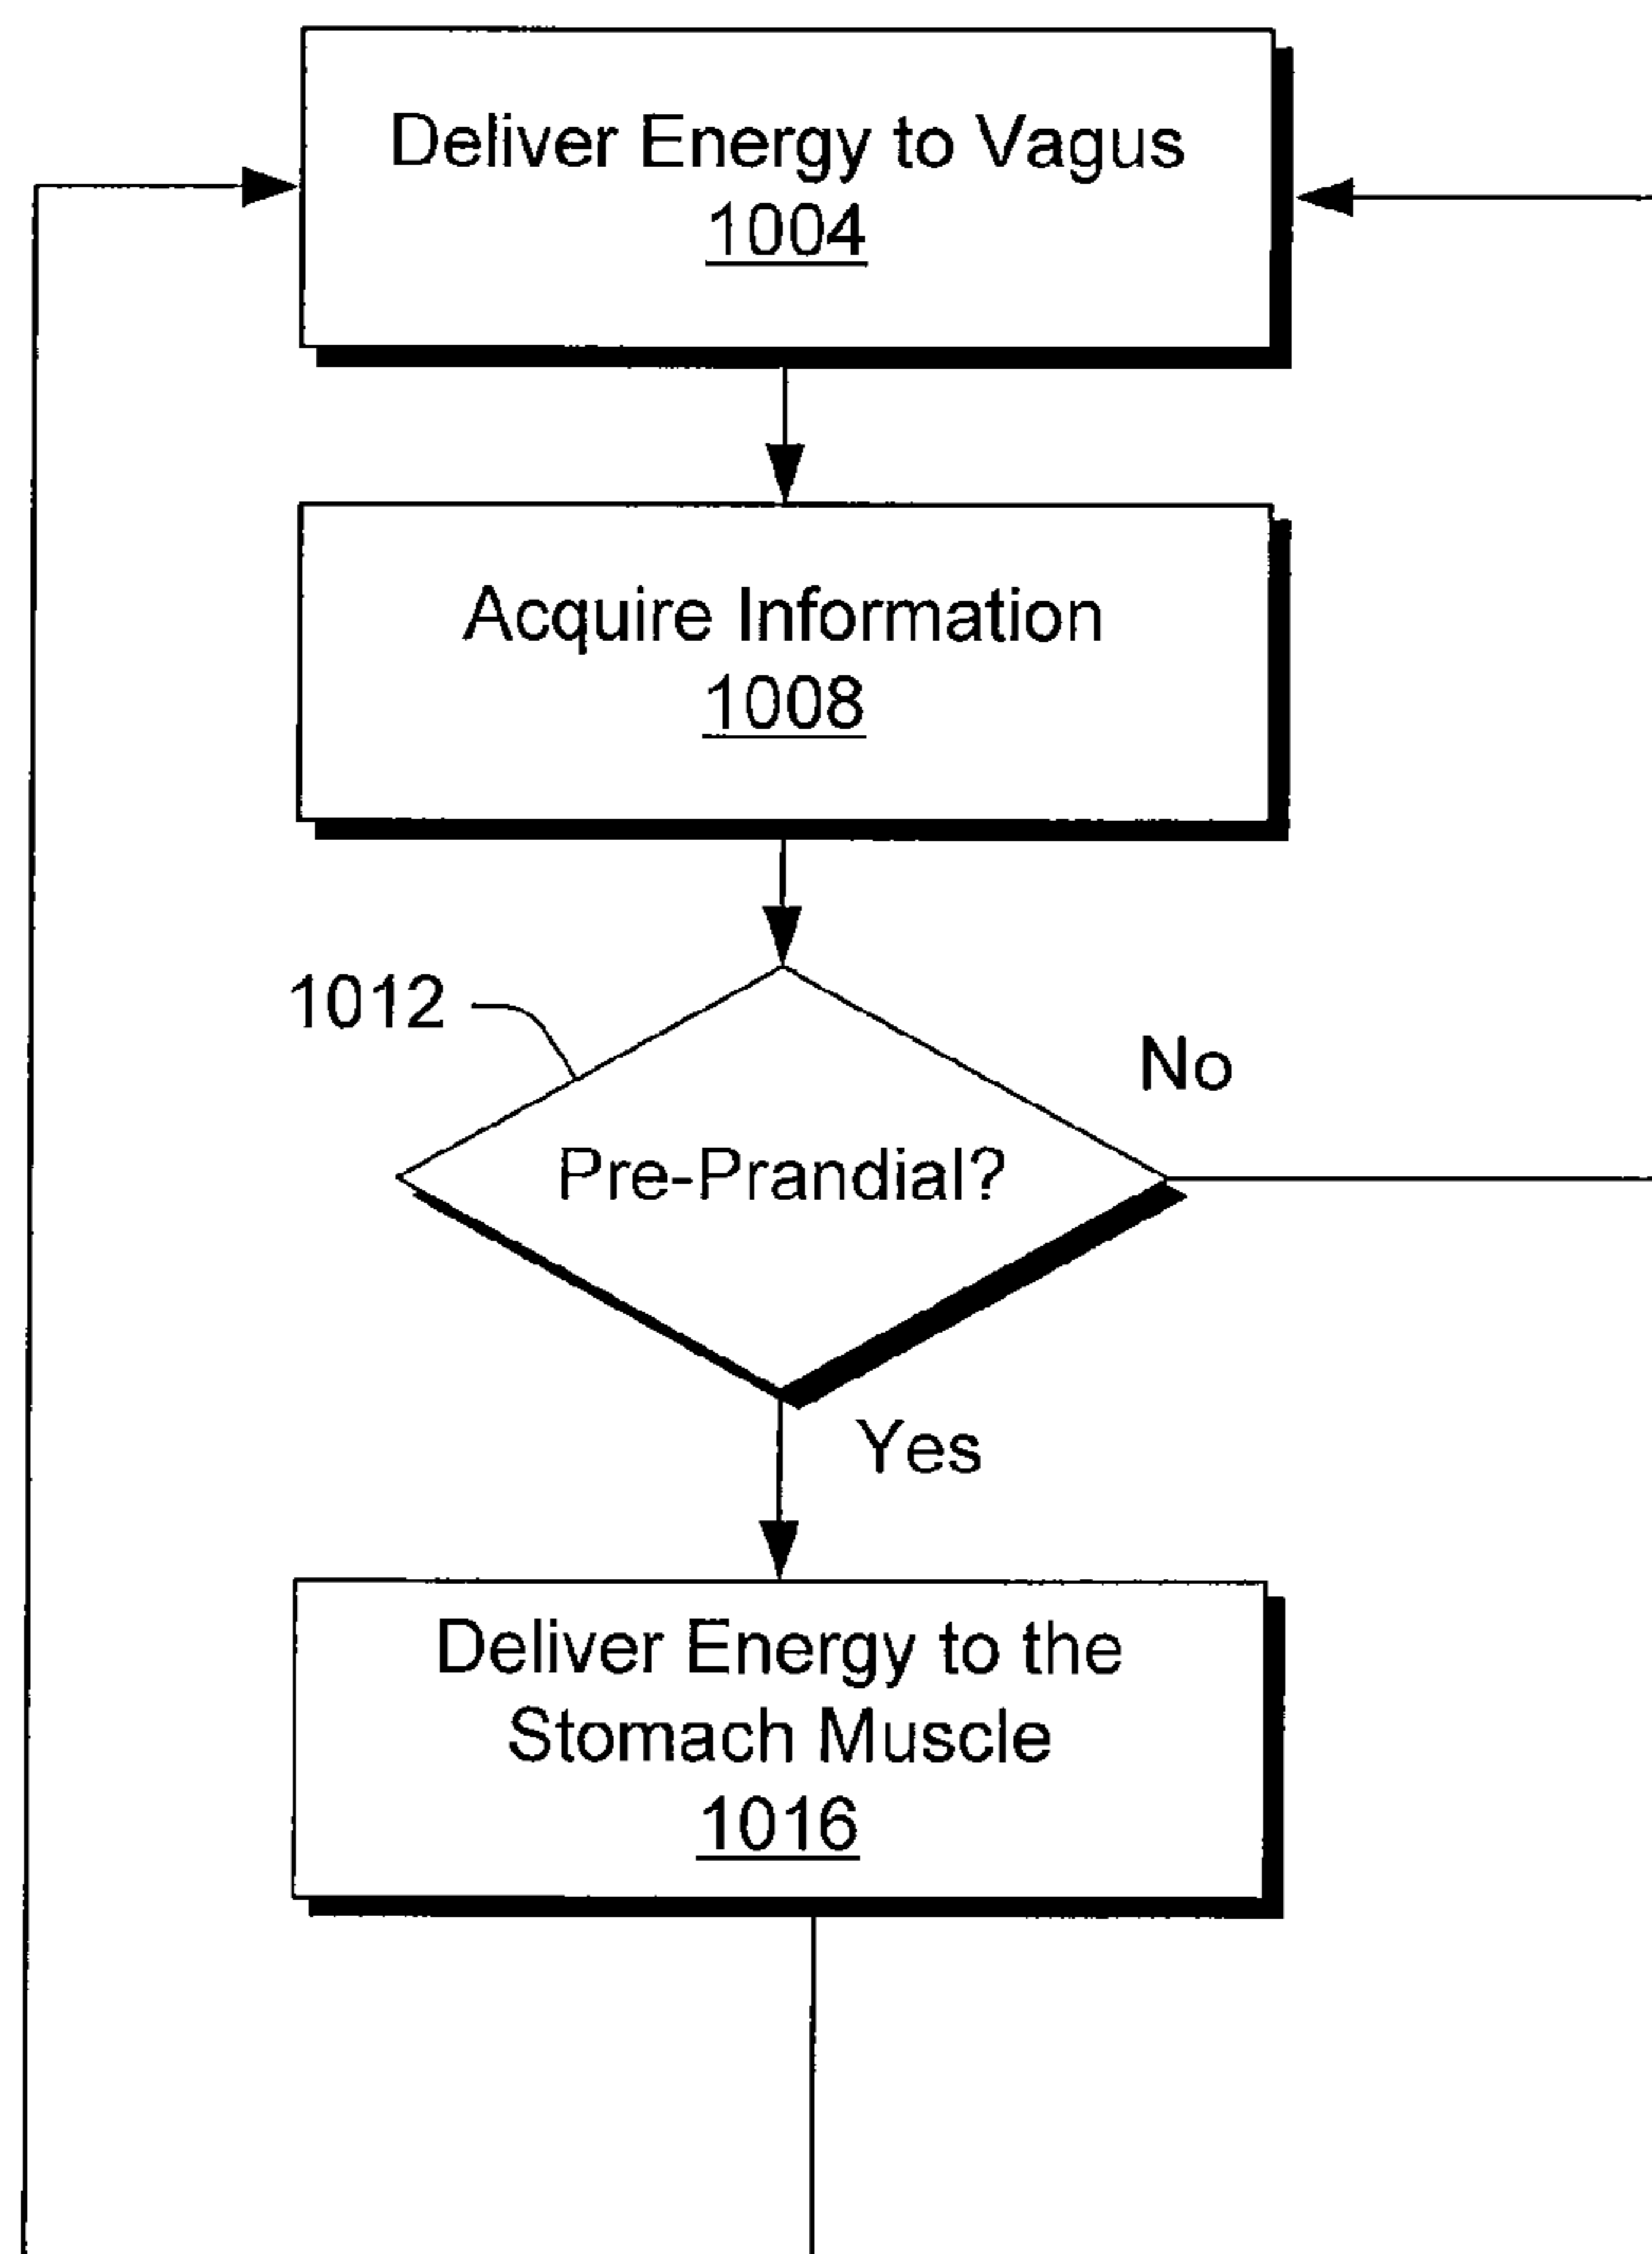 Deliver Energy to Vagus
1004
Acquire Information
1008
1012
No
Pre-Prandial?
Yes
Deliver Energy to the
Stomach Muscle
1016